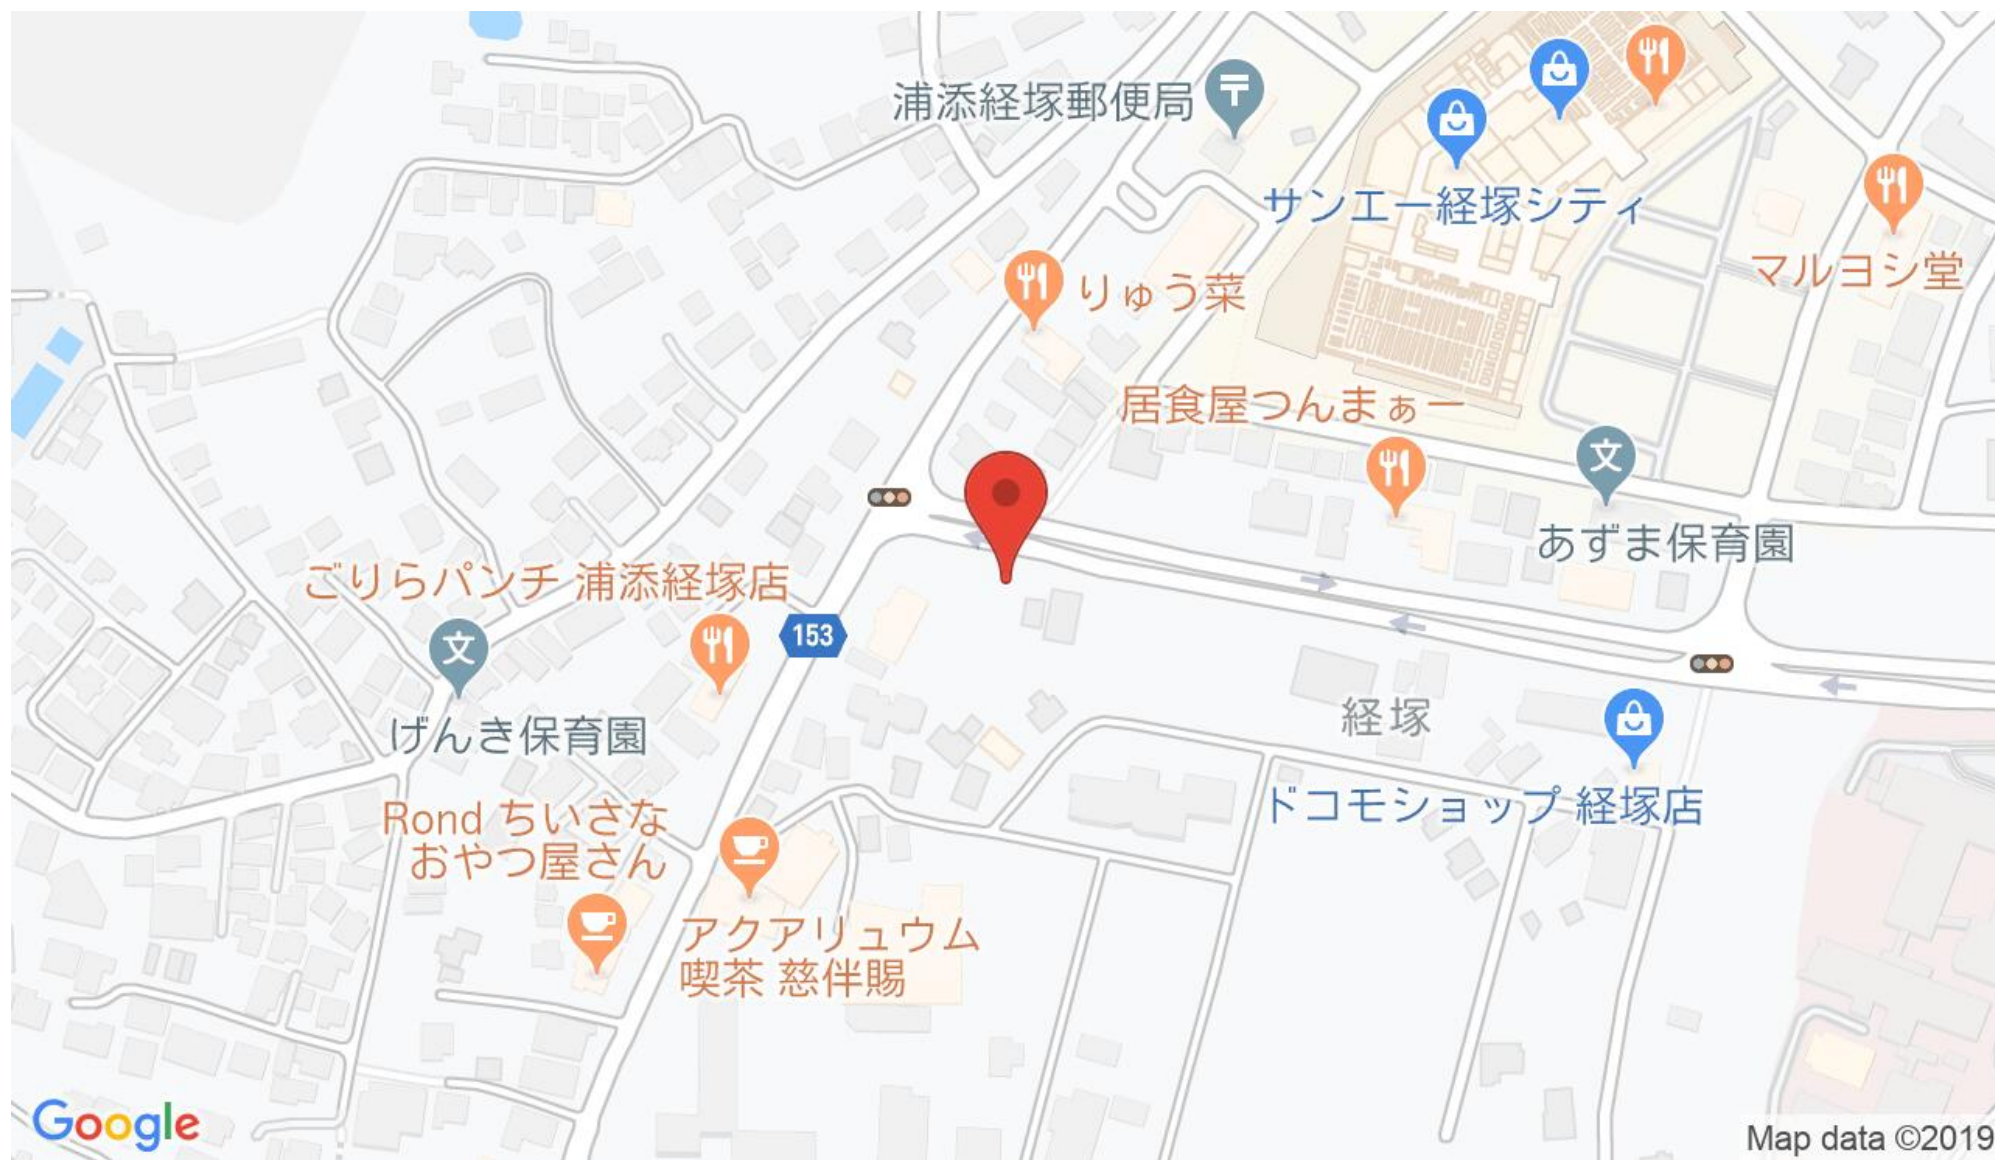 浦添経塚郵便局
サンエー経塚シティ
マルヨシ堂
りゅう菜
居食屋つんまぁー
あずま保育園
ごりらパンチ 浦添経塚店
153
げんき保育園
経塚
ドコモショップ 経塚店
Rond ちいさな
おやつ屋さん
アクアリュウム
喫茶 慈伴賜
Google
Map data ©2019